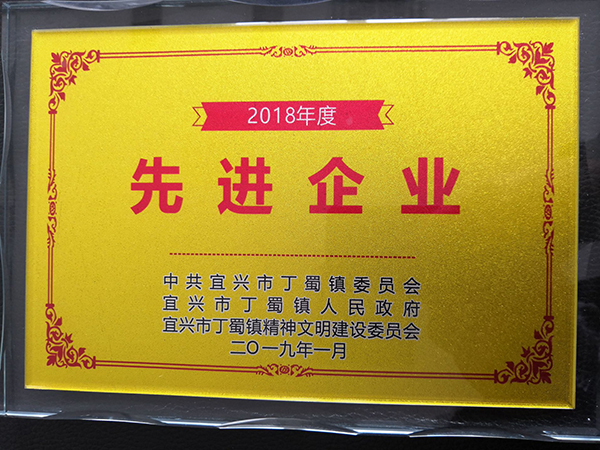 2018年度
先进企业
中共宜兴市丁蜀镇委员会
宜兴市丁蜀镇人民政府
宜兴市丁蜀镇精神文明建设委员会
二〇一九年一月